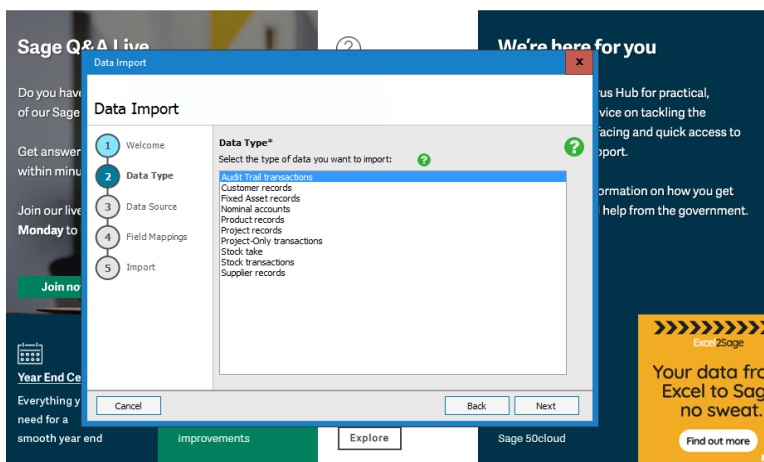 Sage Q&A Live
Do you have
of our Sage
Get answer
within minu
Join our live
Monday to
Join no
Year End Ce
Everything y
need for a
smooth year end
improvements
?
Explore
We're here for you
rus Hub for practical,
vice on tackling the
facing and quick access to
pport.
ormation on how you get
help from the government.
Sage 50cloud
Excel2Sage
Your data fro
Excel to Sag
no sweat.
Find out more
Data Import
x
Data Import
1 Welcome
2 Data Type
3 Data Source
4 Field Mappings
5 Import
Data Type*
?
Select the type of data you want to import: ?
Audit Trail transactions
Customer records
Fixed Asset records
Nominal accounts
Product records
Project records
Project-Only transactions
Stock take
Stock transactions
Supplier records
Cancel
Back
Next